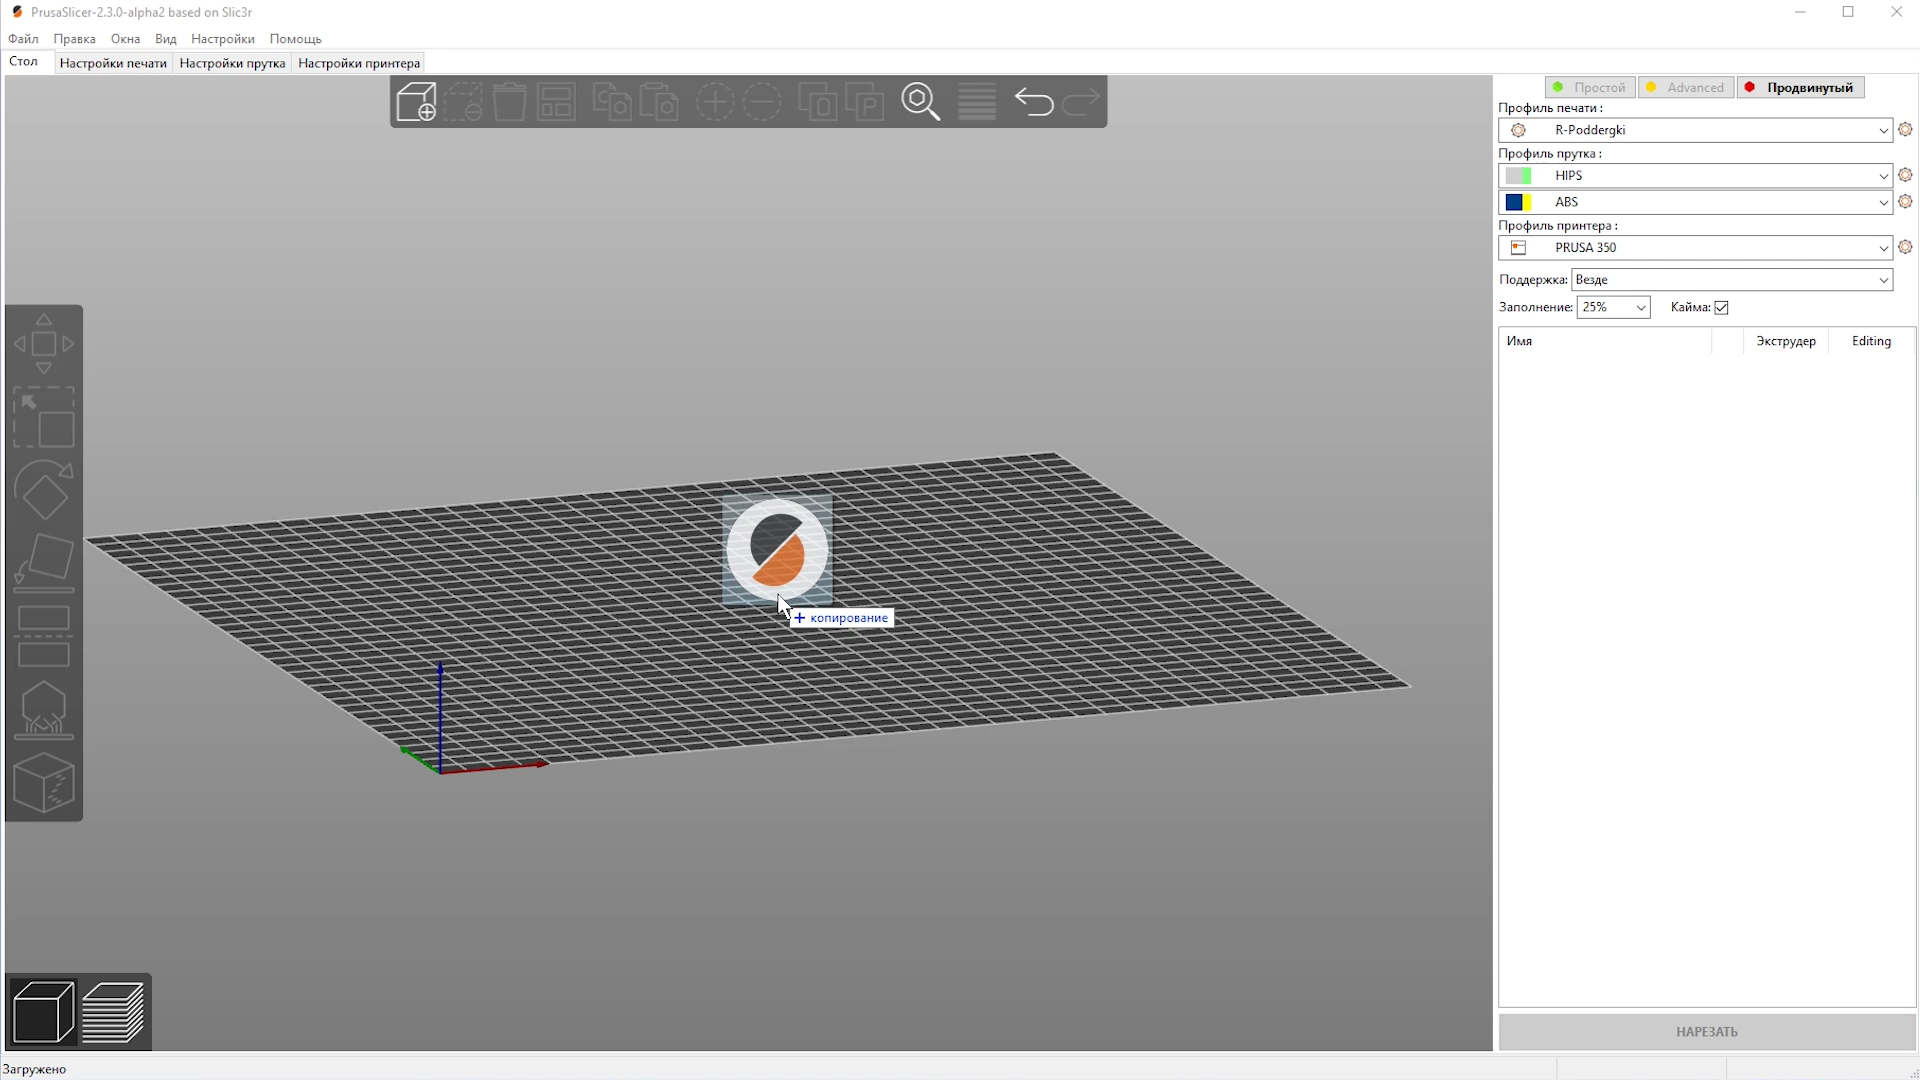 PrusaSlicer-2.3.0-alpha2 based on Slic3r
Файл Правка Окна Вид Настройки Помощь
Стол Настройки печати Настройки прутка Настройки принтера
Простой Advanced Продвинутый
Профиль печати :
R-Poddergki
Профиль прутка :
HIPS
ABS
Профиль принтера :
PRUSA 350
Поддержка: Везде
Заполнение: 25% Кайма:
Имя Экструдер Editing
+ копирование
НАРЕЗАТЬ
Загружено